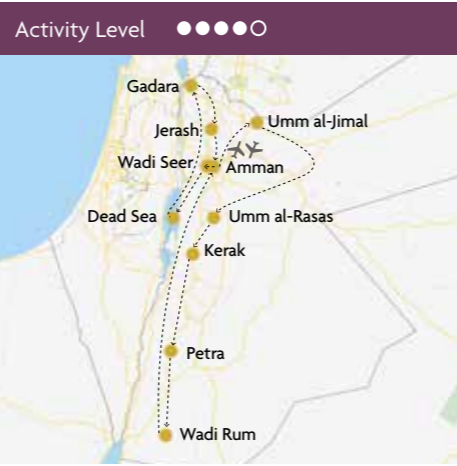 Activity Level
Gadara
Jerash
Umm al-Jimal
Wadi Seer
Amman
Dead Sea
Umm al-Rasas
Kerak
Petra
Wadi Rum